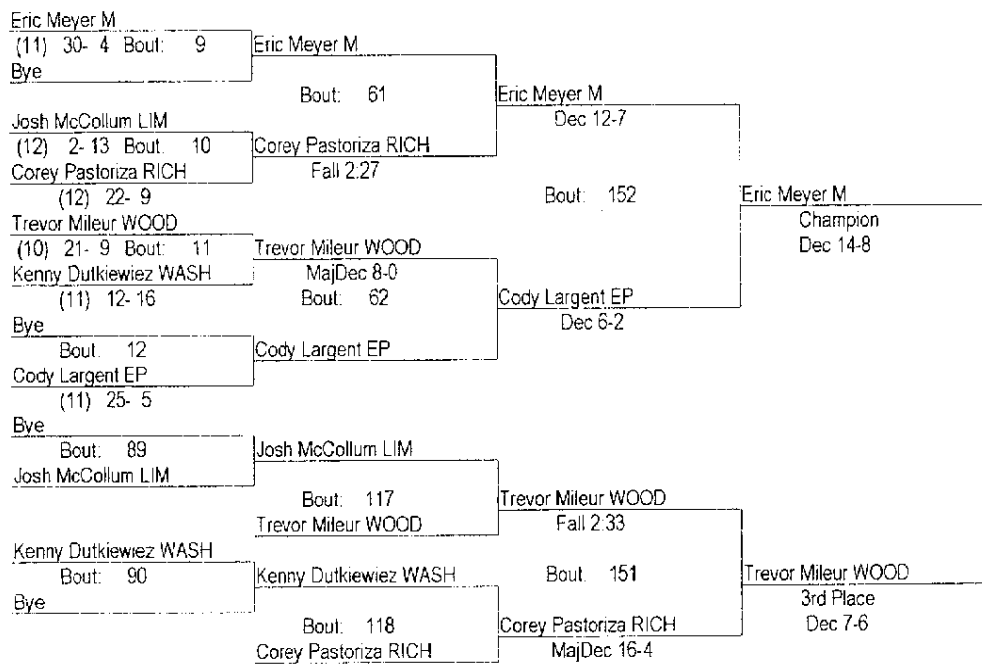 Eric Meyer M
(11) 30- 4 Bout: 9
Bye
Eric Meyer M
Bout: 61
Josh McCollum LIM
(12) 2- 13 Bout. 10
Corey Pastoriza RICH
(12) 22- 9
Corey Pastoriza RICH
Fall 2:27
Eric Meyer M
Dec 12-7
Trevor Mileur WOOD
(10) 21- 9 Bout: 11
Kenny Dutkiewiez WASH
(11) 12- 16
Trevor Mileur WOOD
MajDec 8-0
Bout: 62
Bye
Bout. 12
Cody Largent EP
(11) 25- 5
Cody Largent EP
Cody Largent EP
Dec 6-2
Bout: 152
Eric Meyer M
Champion
Dec 14-8
Bye
Bout: 89
Josh McCollum LIM
Josh McCollum LIM
Bout: 117
Trevor Mileur WOOD
Trevor Mileur WOOD
Fall 2:33
Kenny Dutkiewiez WASH
Bout: 90
Bye
Kenny Dutkiewiez WASH
Bout: 118
Corey Pastoriza RICH
Corey Pastoriza RICH
MajDec 16-4
Bout. 151
Trevor Mileur WOOD
3rd Place
Dec 7-6